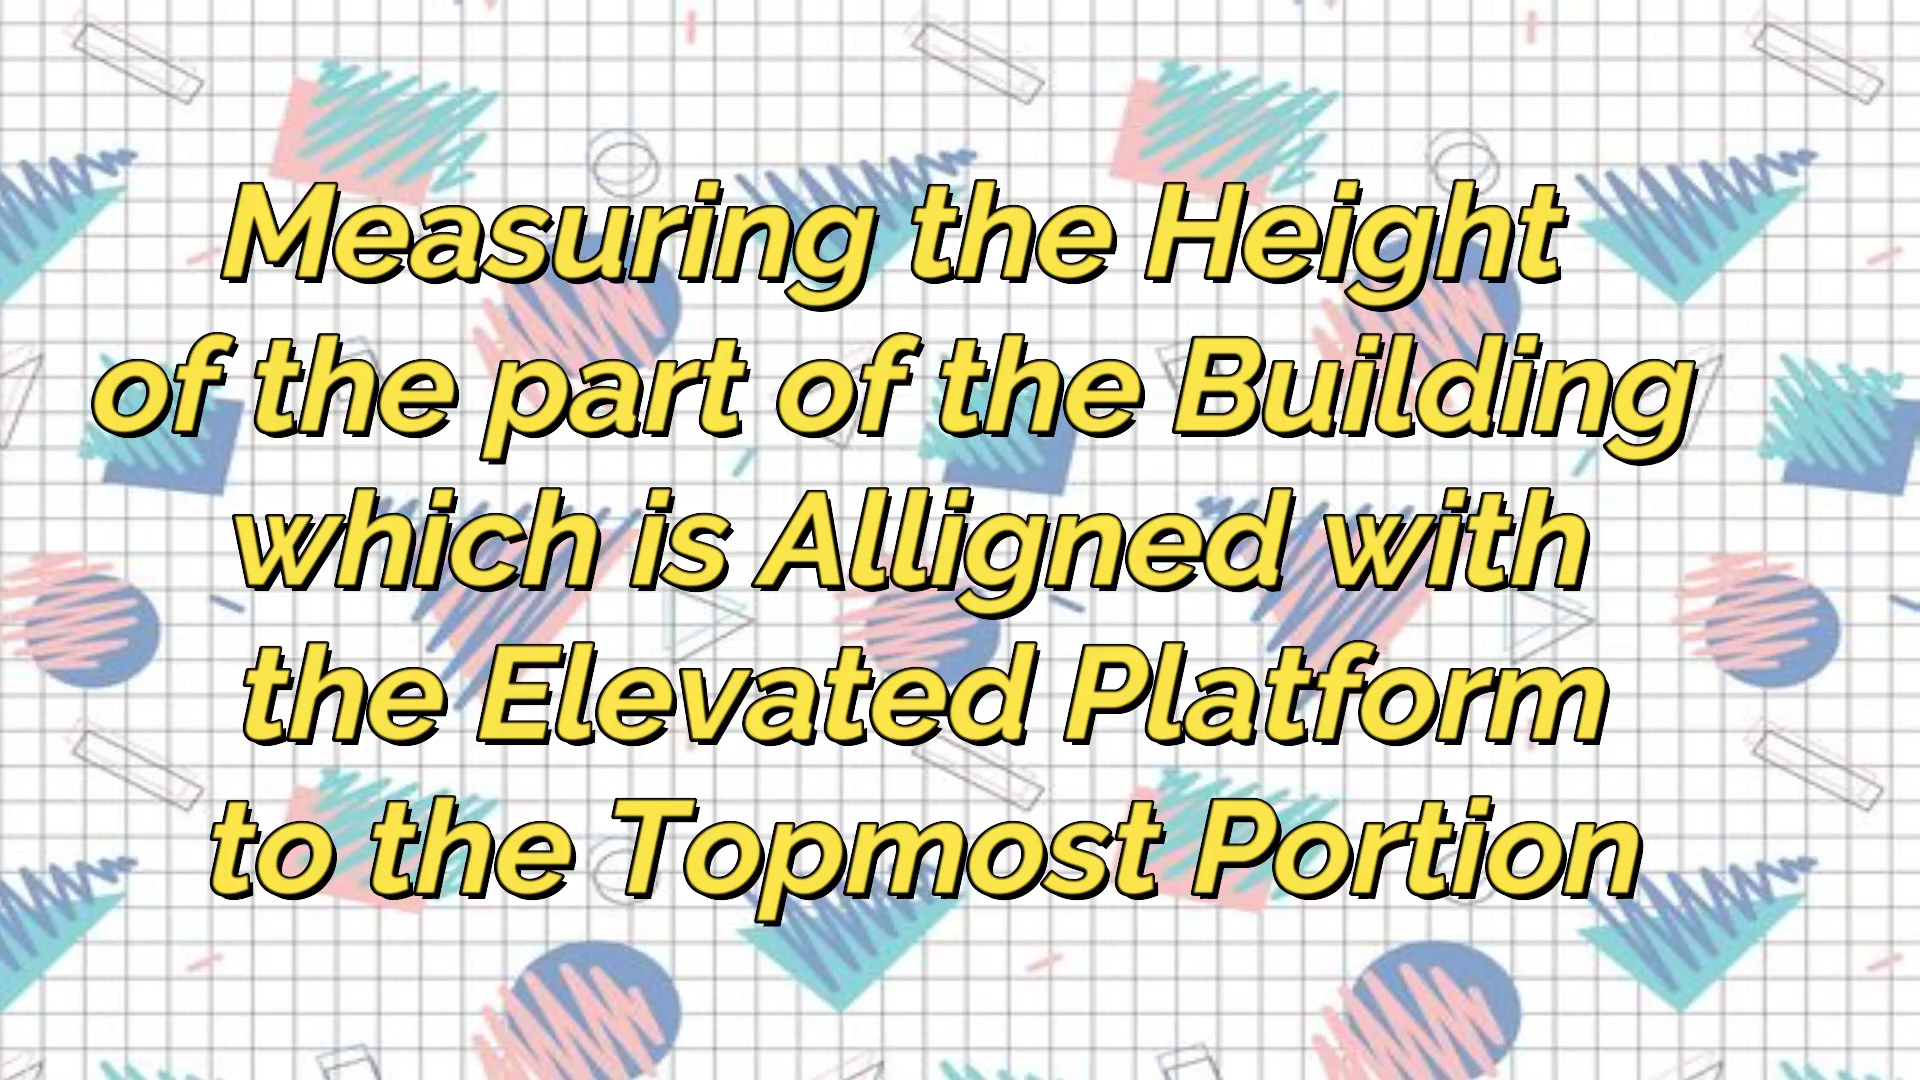 Measuring the Height
of the part of the Building
which is Alligned with
the Elevated Platform
to the Topmost Portion